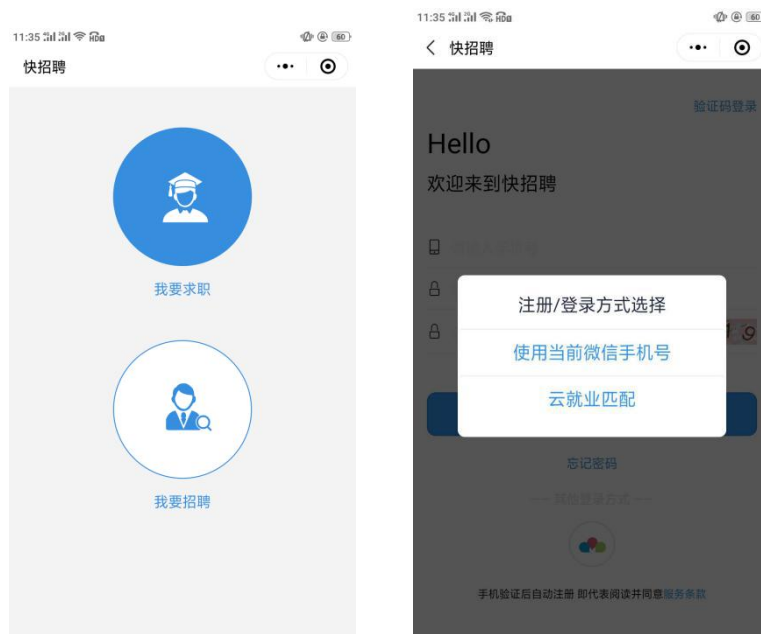 11:35
HD
60
快招聘
我要求职
我要招聘
11:35
HD
60
快招聘
验证码登录
Hello
欢迎来到快招聘
注册/登录方式选择
使用当前微信手机号
云就业匹配
忘记密码
其他登录方式
手机验证后自动注册 即代表阅读并同意服务条款